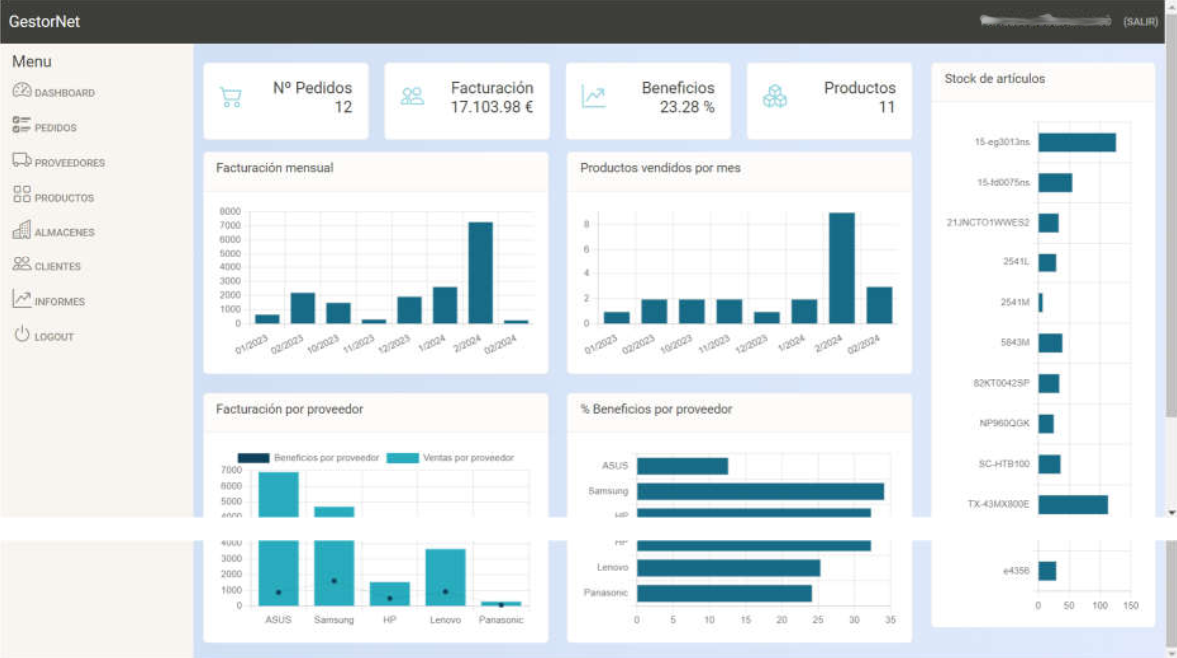 GestorNet
(SALIR)
Menu
DASHBOARD
PEDIDOS
PROVEEDORES
PRODUCTOS
ALMACENES
CLIENTES
INFORMES
LOGOUT
Nº Pedidos
12
Facturación
17.103.98 €
Beneficios
23.28 %
Productos
11
Facturación mensual
8000
7000
6000
5000
4000
3000
2000
1000
0
01/2023 02/2023 10/2023 11/2023 12/2023 1/2024 2/2024 02/2024
Productos vendidos por mes
8
6
4
2
0
01/2023 02/2023 10/2023 11/2023 12/2023 1/2024 2/2024 02/2024
Facturación por proveedor
Beneficios por proveedor Ventas por proveedor
7000
6000
5000
4000
4000
3000
2000
1000
0
ASUS Samsung HP Lenovo Panasonic
% Beneficios por proveedor
ASUS
Samsung
HP
HP
Lenovo
Panasonic
0 5 10 15 20 25 30 35
Stock de artículos
15-eg3013ns
15-fd0075ns
21JNCTO1WWES2
2541L
2541M
5843M
82KT0042SP
NP960QGK
SC-HTB100
TX-43MX800E
e4356
0 50 100 150